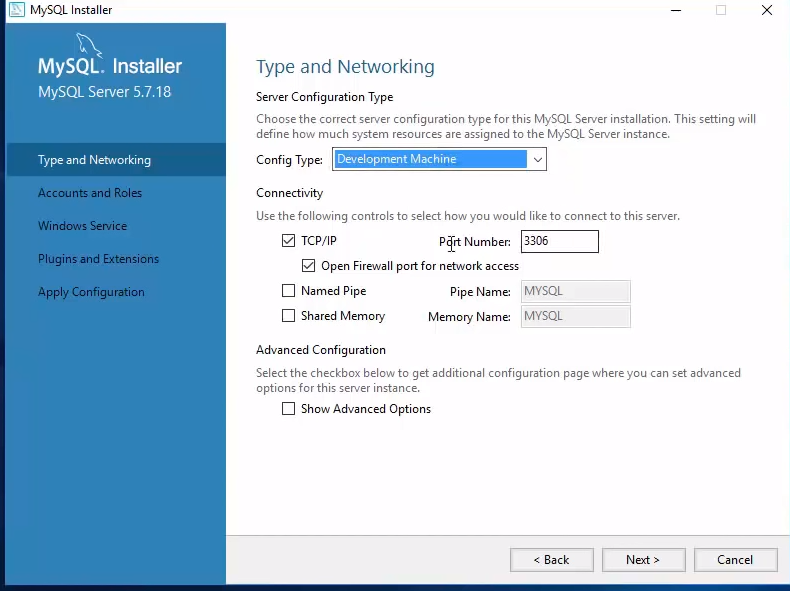 MySQL Installer
MySQL. Installer
MySQL Server 5.7.18
Type and Networking
Accounts and Roles
Windows Service
Plugins and Extensions
Apply Configuration
Type and Networking
Server Configuration Type
Choose the correct server configuration type for this MySQL Server installation. This setting will
define how much system resources are assigned to the MySQL Server instance.
Config Type: Development Machine
Connectivity
Use the following controls to select how you would like to connect to this server.
TCP/IP Port Number: 3306
Open Firewall port for network access
Named Pipe Pipe Name: MYSQL
Shared Memory Memory Name: MYSQL
Advanced Configuration
Select the checkbox below to get additional configuration page where you can set advanced
options for this server instance.
Show Advanced Options
< Back Next > Cancel